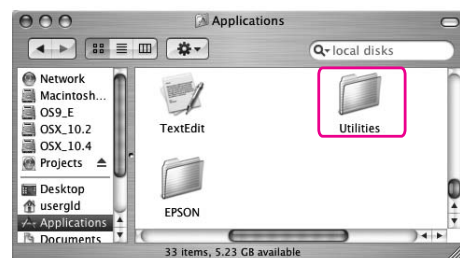 Applications
local disks
Network
Macintosh...
OS9_E
OSX_10.2
OSX_10.4
Projects
Desktop
usergld
Applications
Documents
TextEdit
Utilities
EPSON
33 items, 5.23 GB available